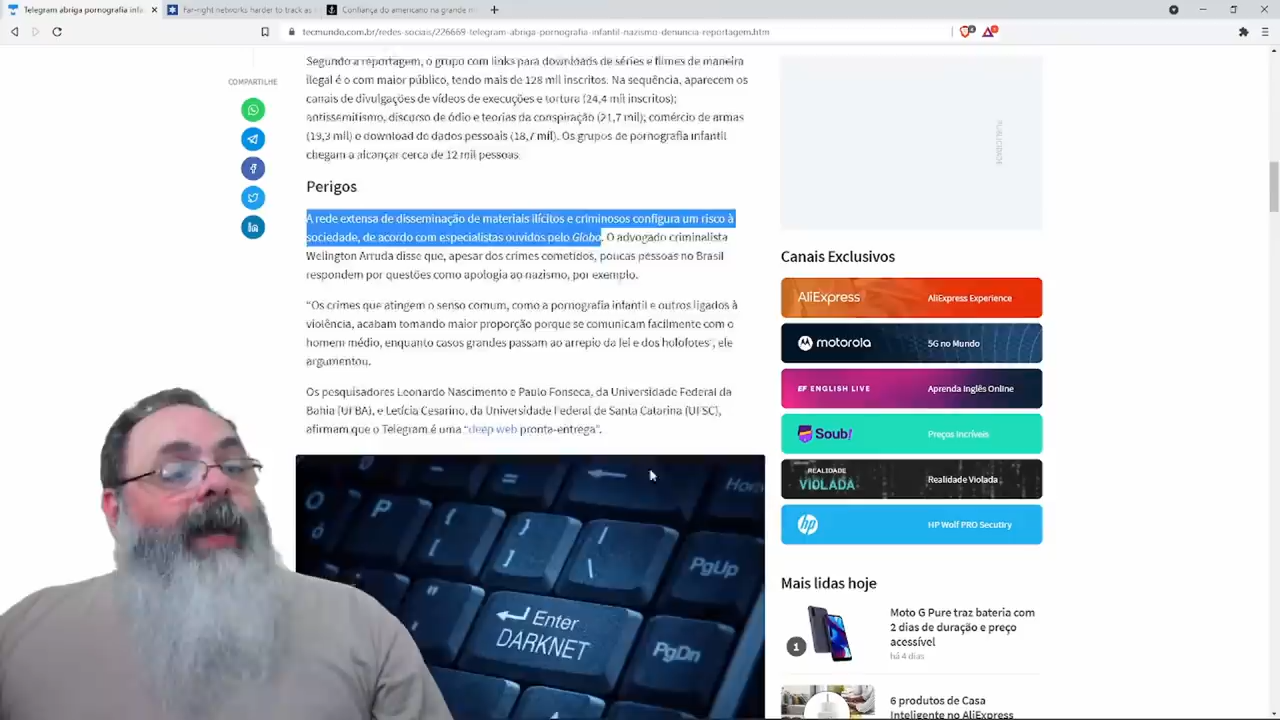 Telegram abriga pornografia infan
Far-right networks harder to track as
Confiança do americano na grande m
tecmundo.com.br/redes-sociais/226669-telegram-abriga-pornografia-infantil-nazismo-denuncia-reportagem.htm
COMPARTILHE
Segundo a reportagem, o grupo com links para downloads de séries e filmes de maneira
ilegal é o com maior público, tendo mais de 128 mil inscritos. Na sequência, aparecem os
canais de divulgações de vídeos de execuções e tortura (24,4 mil inscritos);
antissemitismo, discurso de ódio e teorias da conspiração (21,7 mil); comércio de armas
(19,3 mil) e download de dados pessoais (18,7 mil). Os grupos de pornografia infantil
chegam a alcançar cerca de 12 mil pessoas.
Perigos
A rede extensa de disseminação de materiais ilícitos e criminosos configura um risco à
sociedade, de acordo com especialistas ouvidos pelo Globo. O advogado criminalista
Welington Arruda disse que, apesar dos crimes cometidos, poucas pessoas no Brasil
respondem por questões como apologia ao nazismo, por exemplo.
“Os crimes que atingem o senso comum, como a pornografia infantil e outros ligados à
violência, acabam tomando maior proporção porque se comunicam facilmente com o
homem médio, enquanto casos grandes passam ao arrepio da lei e dos holofotes”, ele
argumentou.
Os pesquisadores Leonardo Nascimento e Paulo Fonseca, da Universidade Federal da
Bahia (UFBA), e Letícia Cesarino, da Universidade Federal de Santa Catarina (UFSC),
afirmam que o Telegram é uma “deep web pronta-entrega”.
Home
P
{
[
}
]
|
\
PgUp
"
'
Enter
DARKNET
PgDn
PUBLICIDADE
Canais Exclusivos
AliExpress
AliExpress Experience
motorola
5G no Mundo
EF ENGLISH LIVE
Aprenda Inglês Online
Soub!
Preços Incríveis
REALIDADE
VIOLADA
Realidade Violada
hp
HP Wolf PRO Secutiry
Mais lidas hoje
1
Moto G Pure traz bateria com
2 dias de duração e preço
acessível
há 4 dias
6 produtos de Casa
Inteligente no AliExpress